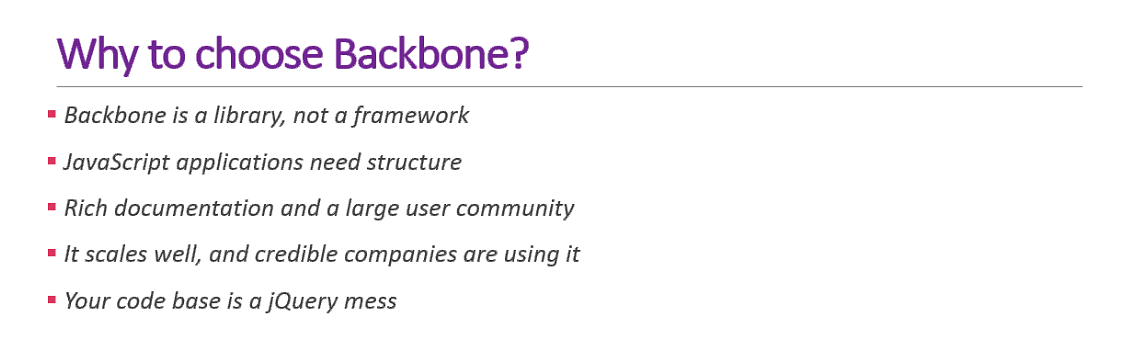 Why to choose Backbone?
Backbone is a library, not a framework
JavaScript applications need structure
Rich documentation and a large user community
It scales well, and credible companies are using it
Your code base is a jQuery mess